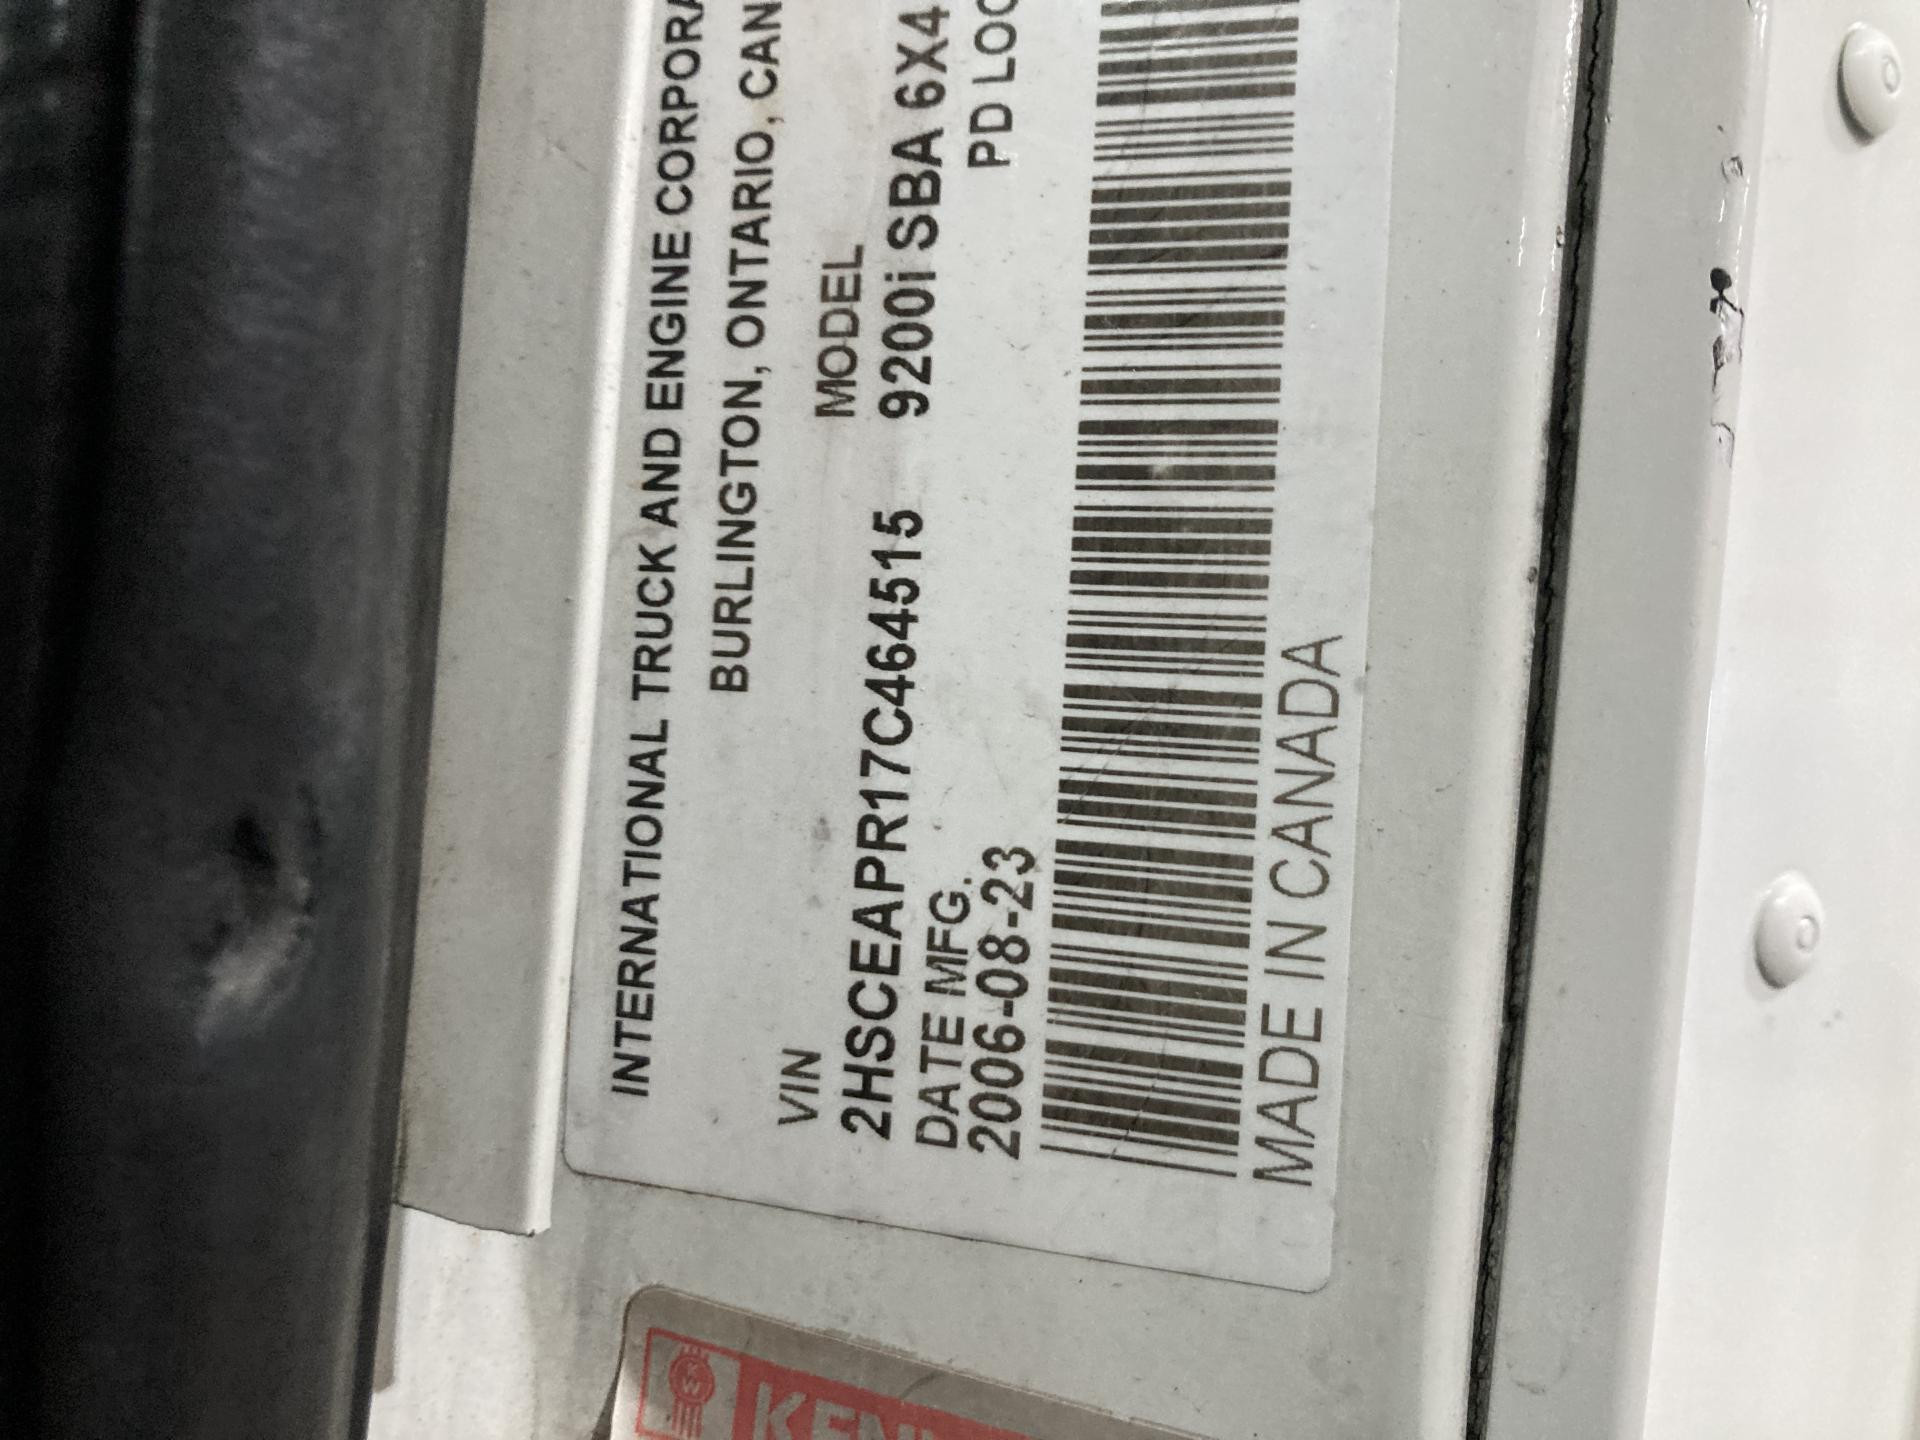 INTERNATIONAL TRUCK AND ENGINE CORPORA
BURLINGTON, ONTARIO, CAN
VIN MODEL
2HSCEAPR17C464515 9200i SBA 6X4
DATE MFG. PD LOC
2006-08-23
MADE IN CANADA
KEN